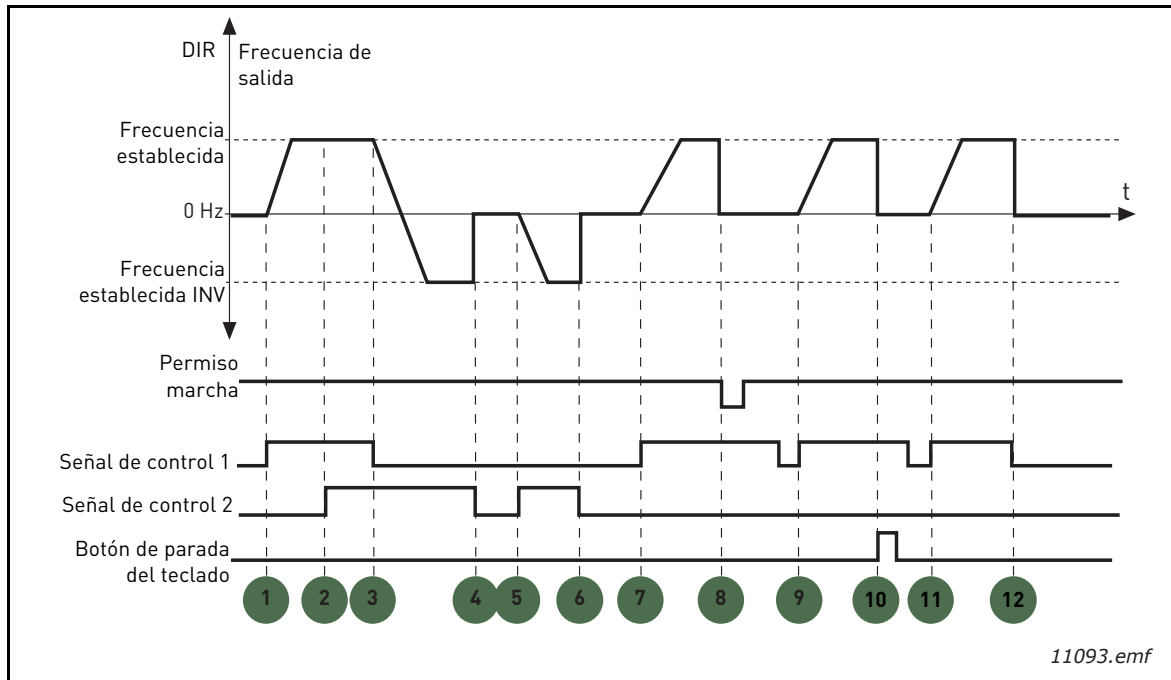 DIR
Frecuencia de
salida
Frecuencia
establecida
0 Hz
t
Frecuencia
establecida INV
Permiso
marcha
Señal de control 1
Señal de control 2
Botón de parada
del teclado
1 2 3 4 5 6 7 8 9 10 11 12
11093.emf